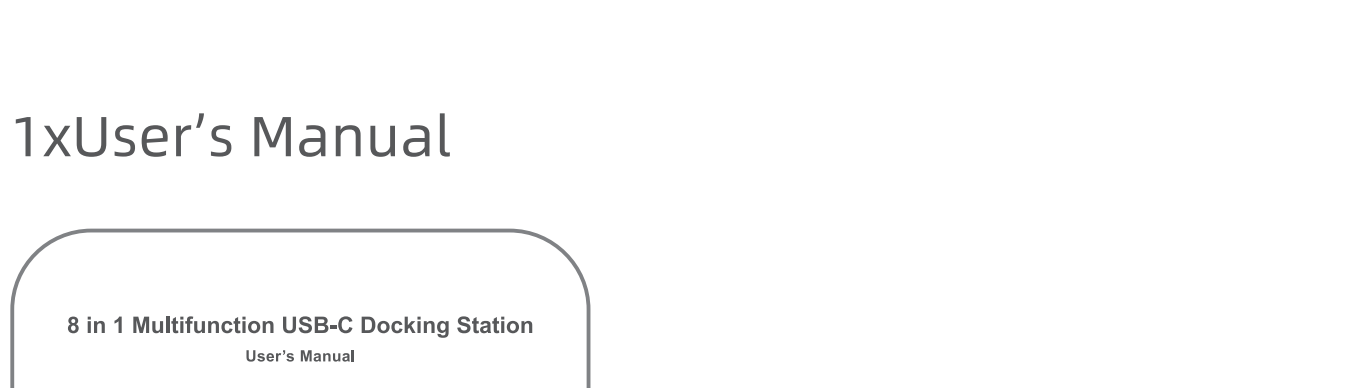 1xUser’s Manual
8 in 1 Multifunction USB-C Docking Station
User’s Manual